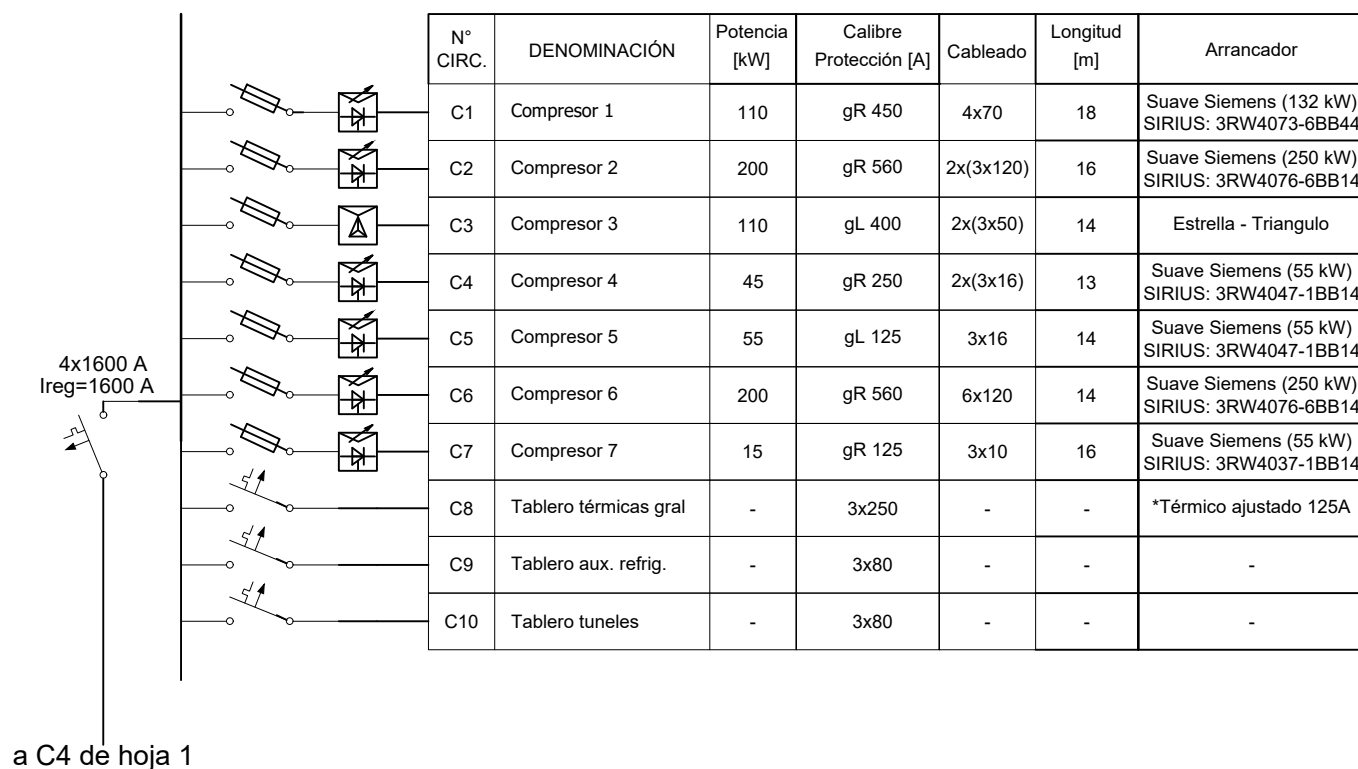 N° CIRC. DENOMINACIÓN Potencia [kW] Calibre Protección [A] Cableado Longitud [m] Arrancador
C1 Compresor 1 110 gR 450 4x70 18 Suave Siemens (132 kW)
SIRIUS: 3RW4073-6BB44
C2 Compresor 2 200 gR 560 2x(3x120) 16 Suave Siemens (250 kW)
SIRIUS: 3RW4076-6BB14
C3 Compresor 3 110 gL 400 2x(3x50) 14 Estrella - Triangulo
C4 Compresor 4 45 gR 250 2x(3x16) 13 Suave Siemens (55 kW)
SIRIUS: 3RW4047-1BB14
C5 Compresor 5 55 gL 125 3x16 14 Suave Siemens (55 kW)
SIRIUS: 3RW4047-1BB14
4x1600 A
Ireg=1600 A
C6 Compresor 6 200 gR 560 6x120 14 Suave Siemens (250 kW)
SIRIUS: 3RW4076-6BB14
C7 Compresor 7 15 gR 125 3x10 16 Suave Siemens (55 kW)
SIRIUS: 3RW4037-1BB14
C8 Tablero térmicas gral - 3x250 - - *Térmico ajustado 125A
C9 Tablero aux. refrig. - 3x80 - - -
C10 Tablero tuneles - 3x80 - - -
a C4 de hoja 1